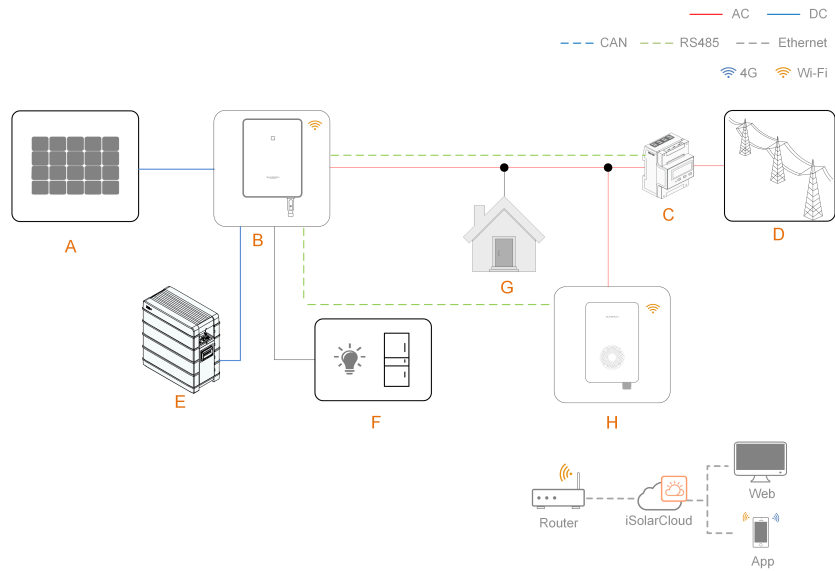 AC DC
CAN RS485 Ethernet
4G Wi-Fi
A
B
C
D
G
E
F
H
Web
Router
iSolarCloud
App